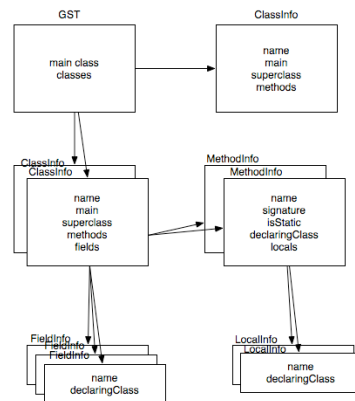 GST
ClassInfo
main class
classes
name
main
superclass
methods
ClassInfo
ClassInfo
name
main
superclass
methods
fields
MethodInfo
MethodInfo
name
signature
isStatic
declaringClass
locals
FieldInfo
FieldInfo
FieldInfo
name
declaringClass
LocalInfo
LocalInfo
name
declaringClass